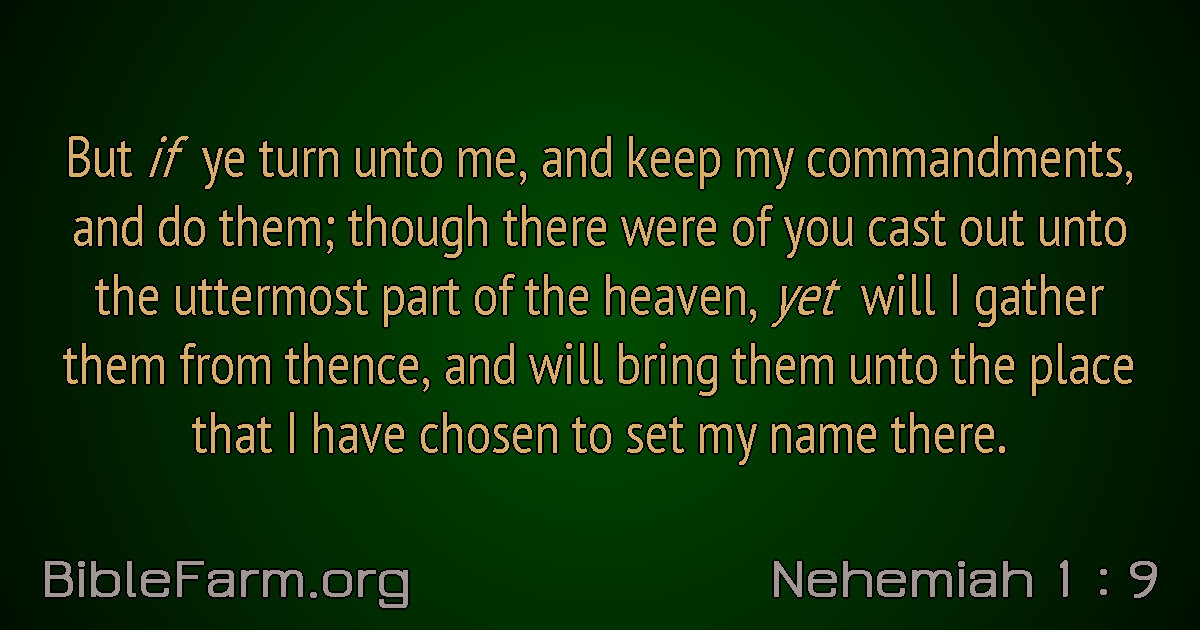 But if ye turn unto me, and keep my commandments,
and do them; though there were of you cast out unto
the uttermost part of the heaven, yet will I gather
them from thence, and will bring them unto the place
that I have chosen to set my name there.
BibleFarm.org
Nehemiah 1 : 9